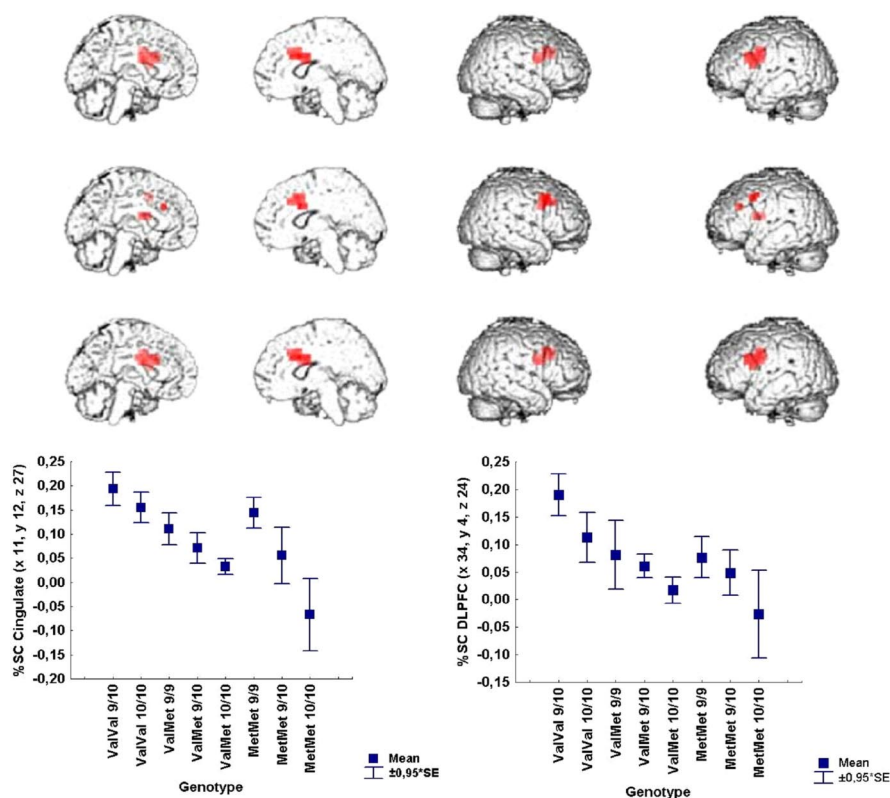 %SC Cingulate (x 11, y 12, z 27)
0,25
0,20
0,15
0,10
0,05
0,00
-0,05
-0,10
-0,15
-0,20
ValVal 9/10
ValVal 10/10
ValMet 9/9
ValMet 9/10
ValMet 10/10
MetMet 9/9
MetMet 9/10
MetMet 10/10
Genotype
Mean
±0,95*SE
%SC DLPFC (x 34, y 4, z 24)
0,25
0,20
0,15
0,10
0,05
0,00
-0,05
-0,10
-0,15
ValVal 9/10
ValVal 10/10
ValMet 9/9
ValMet 9/10
ValMet 10/10
MetMet 9/9
MetMet 9/10
MetMet 10/10
Genotype
Mean
±0,95*SE